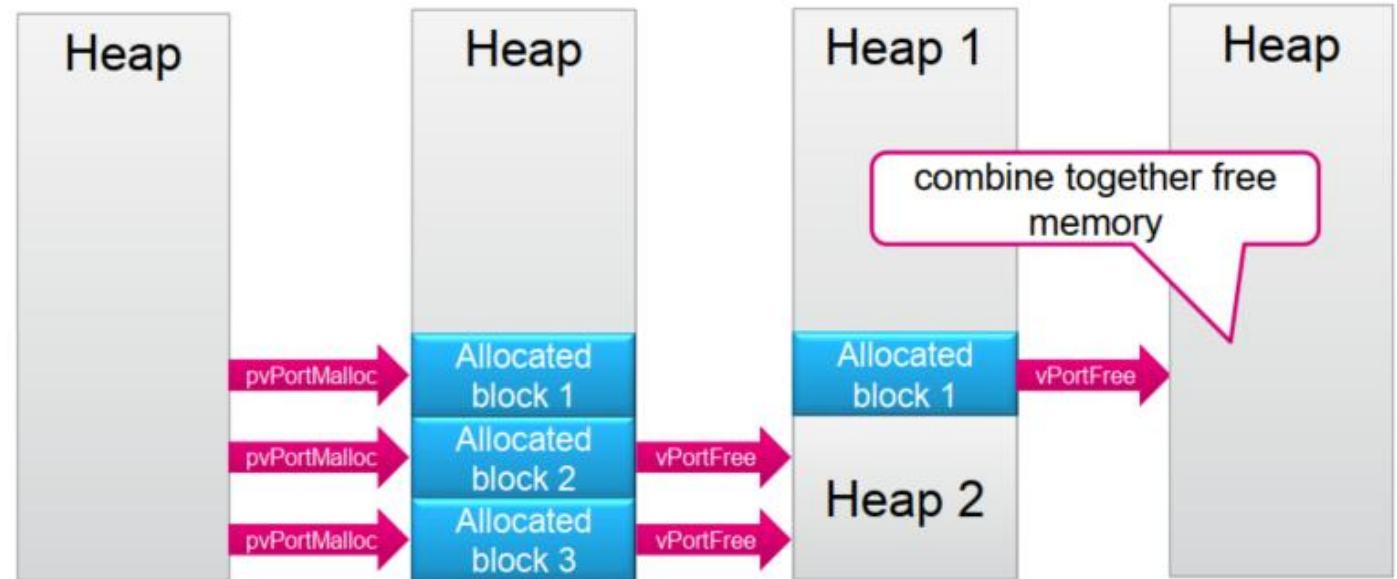 Heap
Heap
Heap 1
Heap
combine together free
memory
pvPortMalloc
Allocated
block 1
Allocated
block 1
vPortFree
pvPortMalloc
Allocated
block 2
vPortFree
Heap 2
pvPortMalloc
Allocated
block 3
vPortFree